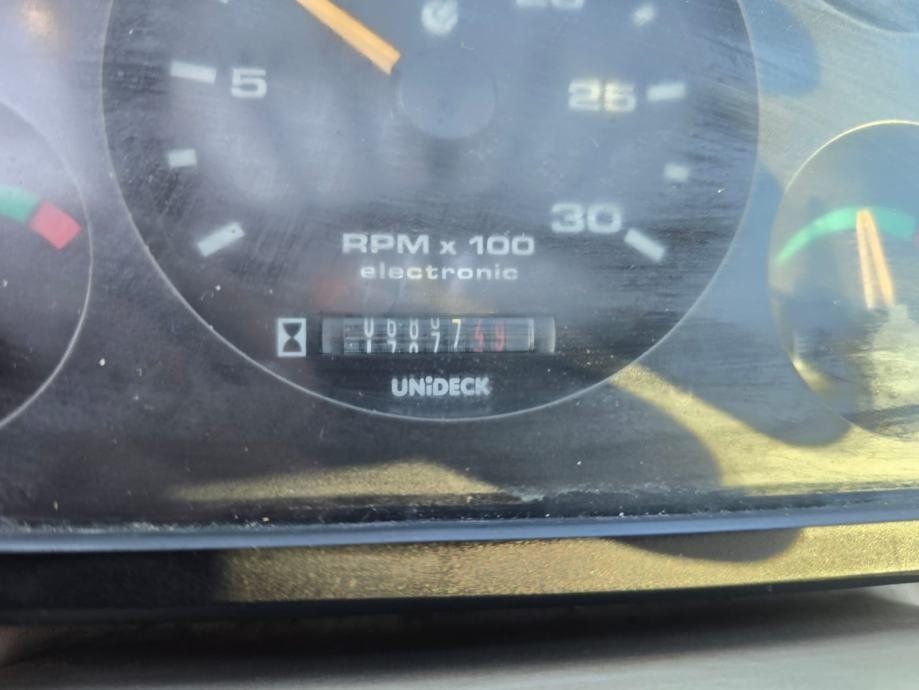 5
25
30
RPM x 100
electronic
UNiDECK